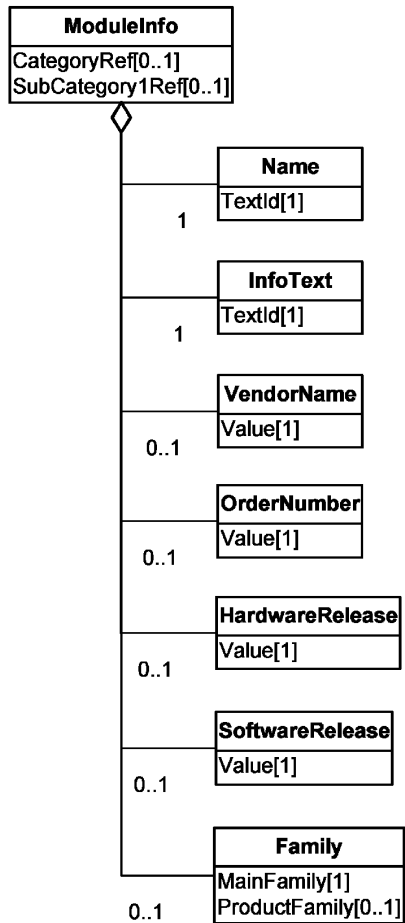 ModuleInfo
CategoryRef[0..1]
SubCategory1Ref[0..1]
Name
TextId[1]
1
InfoText
TextId[1]
1
VendorName
Value[1]
0..1
OrderNumber
Value[1]
0..1
HardwareRelease
Value[1]
0..1
SoftwareRelease
Value[1]
0..1
Family
MainFamily[1]
ProductFamily[0..1]
0..1